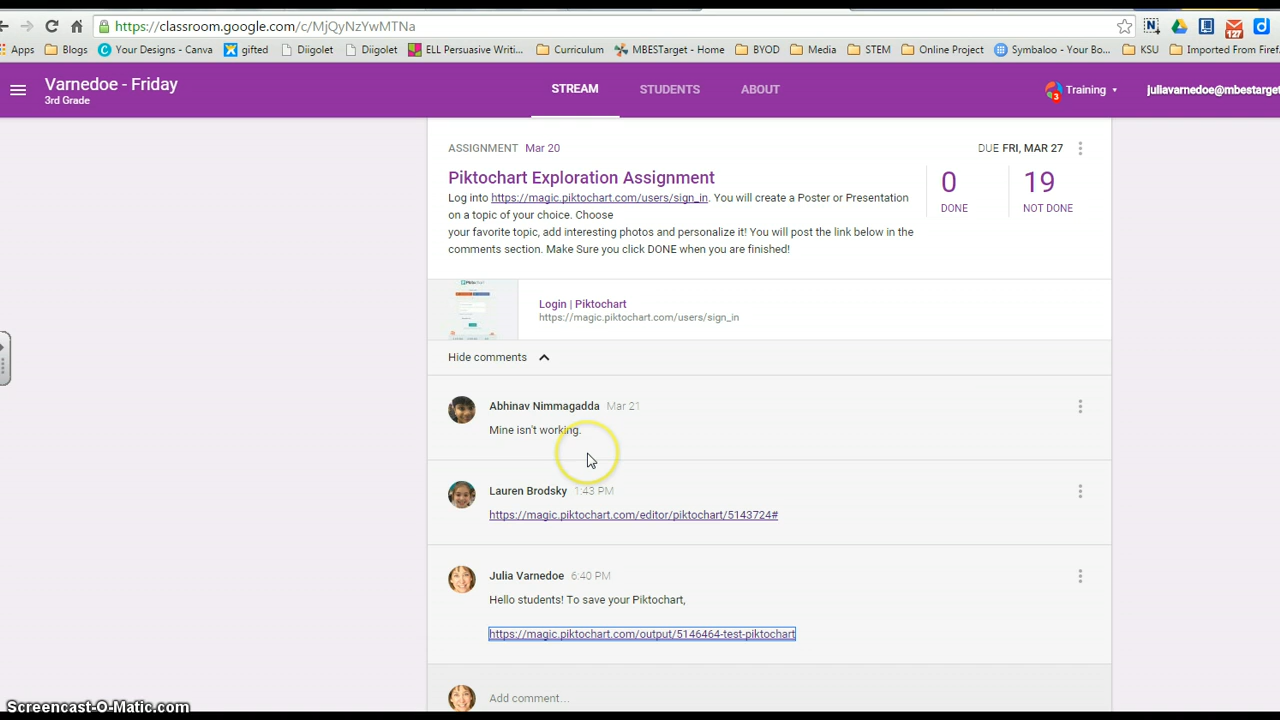 https://classroom.google.com/c/MjQyNzYwMTNa
Apps Blogs Your Designs - Canva gifted Diigolet Diigolet ELL Persuasive Writi... Curriculum MBESTarget - Home BYOD Media STEM Online Project Symbaloo - Your Bo... KSU Imported From Firef
127
Varnedoe - Friday
3rd Grade
STREAM STUDENTS ABOUT
3 Training juliavarnedoe@mbestarget
ASSIGNMENT Mar 20 DUE FRI, MAR 27
Piktochart Exploration Assignment
0 19
DONE NOT DONE
Log into https://magic.piktochart.com/users/sign_in. You will create a Poster or Presentation
on a topic of your choice. Choose
your favorite topic, add interesting photos and personalize it! You will post the link below in the
comments section. Make Sure you click DONE when you are finished!
Login | Piktochart
https://magic.piktochart.com/users/sign_in
Hide comments
Abhinav Nimmagadda Mar 21
Mine isn't working.
Lauren Brodsky 1:43 PM
https://magic.piktochart.com/editor/piktochart/5143724#
Julia Varnedoe 6:40 PM
Hello students! To save your Piktochart,
https://magic.piktochart.com/output/5146464-test-piktochart
Add comment...
Screencast-O-Matic.com